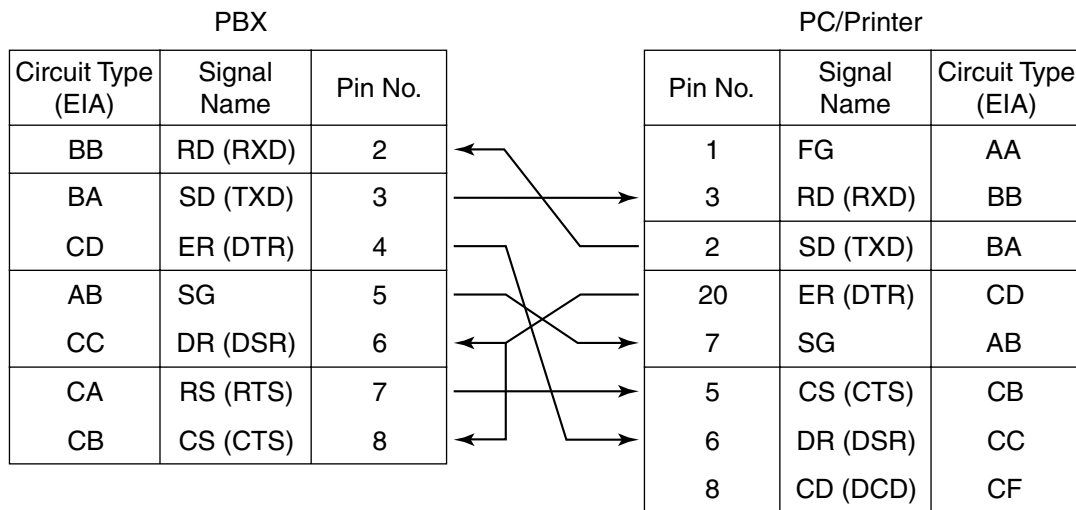 PBX
Circuit Type (EIA) Signal Name Pin No.
BB RD (RXD) 2
BA SD (TXD) 3
CD ER (DTR) 4
AB SG 5
CC DR (DSR) 6
CA RS (RTS) 7
CB CS (CTS) 8
PC/Printer
Pin No. Signal Name Circuit Type (EIA)
1 FG AA
3 RD (RXD) BB
2 SD (TXD) BA
20 ER (DTR) CD
7 SG AB
5 CS (CTS) CB
6 DR (DSR) CC
8 CD (DCD) CF